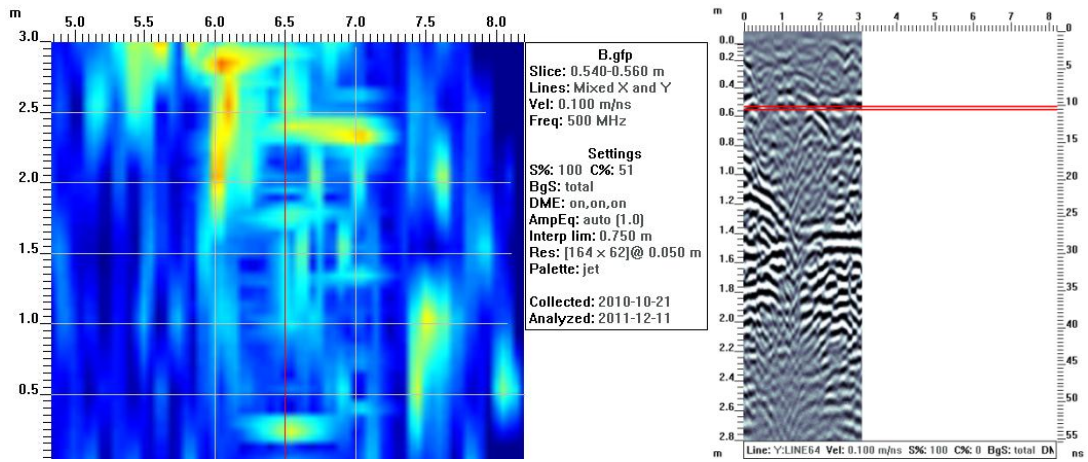 m
5.0 5.5 6.0 6.5 7.0 7.5 8.0
3.0
2.5
2.0
1.5
1.0
0.5
m
B.gfp
Slice: 0.540-0.560 m
Lines: Mixed X and Y
Vel: 0.100 m/ns
Freq: 500 MHz
Settings
S%: 100 C%: 51
BgS: total
DME: on,on,on
AmpEq: auto (1.0)
Interp lim: 0.750 m
Res: [164 x 62]@ 0.050 m
Palette: jet
Collected: 2010-10-21
Analyzed: 2011-12-11
m
0 1 2 3 4 5 6 7 8
0.0
0.2
0.4
0.6
0.8
1.0
1.2
1.4
1.6
1.8
2.0
2.2
2.4
2.6
2.8
m
0
5
10
15
20
25
30
35
40
45
50
55
ns
Line: Y:LINE64 Vel: 0.100 m/ns S%: 100 C%: 0 BgS: total